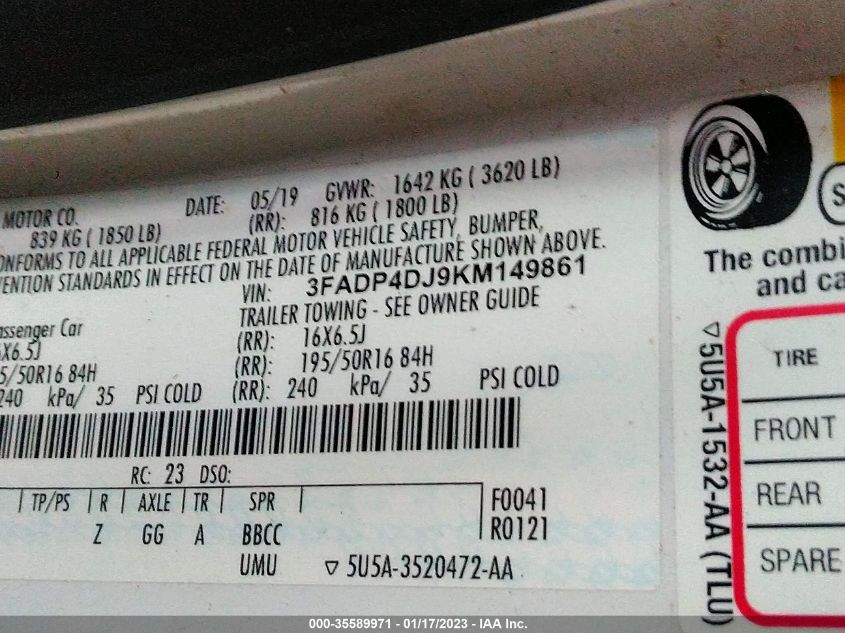 MOTOR CO.
DATE: 05/19 GVWR: 1642 KG ( 3620 LB)
839 KG ( 1850 LB) (RR): 816 KG ( 1800 LB)
ONFORMS TO ALL APPLICABLE FEDERAL MOTOR VEHICLE SAFETY, BUMPER,
VENTION STANDARDS IN EFFECT ON THE DATE OF MANUFACTURE SHOWN ABOVE.
VIN: 3FADP4DJ9KM149861
assenger Car TRAILER TOWING - SEE OWNER GUIDE
X6.5J (RR): 16X6.5J
5/50R16 84H (RR): 195/50R16 84H
240 kPa/ 35 PSI COLD (RR): 240 kPa/ 35 PSI COLD
RC: 23 DSO:
TP/PS R AXLE TR SPR F0041
Z GG A BBCC R0121
UMU ▽ 5U5A-3520472-AA
S
The combi
and ca
▽5U5A-1532-AA (TLU)
TIRE
FRONT
REAR
SPARE
000-35589971 - 01/17/2023 - IAA Inc.